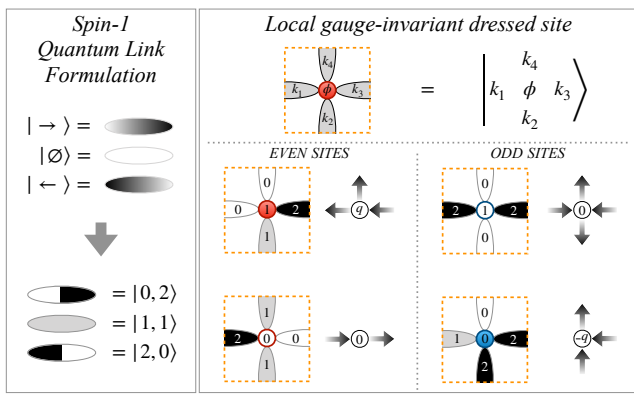 Spin-1
Quantum Link
Formulation
| → ⟩ =
| ∅ ⟩ =
| ← ⟩ =
= |0, 2⟩
= |1, 1⟩
= |2, 0⟩
Local gauge-invariant dressed site
k4
k1 ϕ k3
k2
=
k4
k1 ϕ k3
k2
EVEN SITES
ODD SITES
0
0 1 2
1
q
0
2 1 2
0
0
1
2 0 0
1
0
0
1 0 2
2
-q